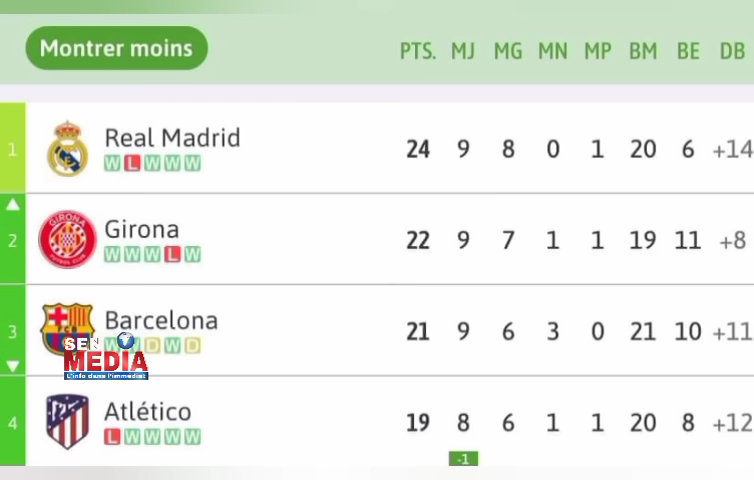 Montrer moins PTS. MJ MG MN MP BM BE DB
1 Real Madrid 24 9 8 0 1 20 6 +14
W L W W W
2 GIRONA Girona 22 9 7 1 1 19 11 +8
W W W L W
3 FCB Barcelona 21 9 6 3 0 21 10 +11
SEN W D W D
MEDIA
L'info dans l'immédiat
4 Atlético 19 8 6 1 1 20 8 +12
L W W W W
-1